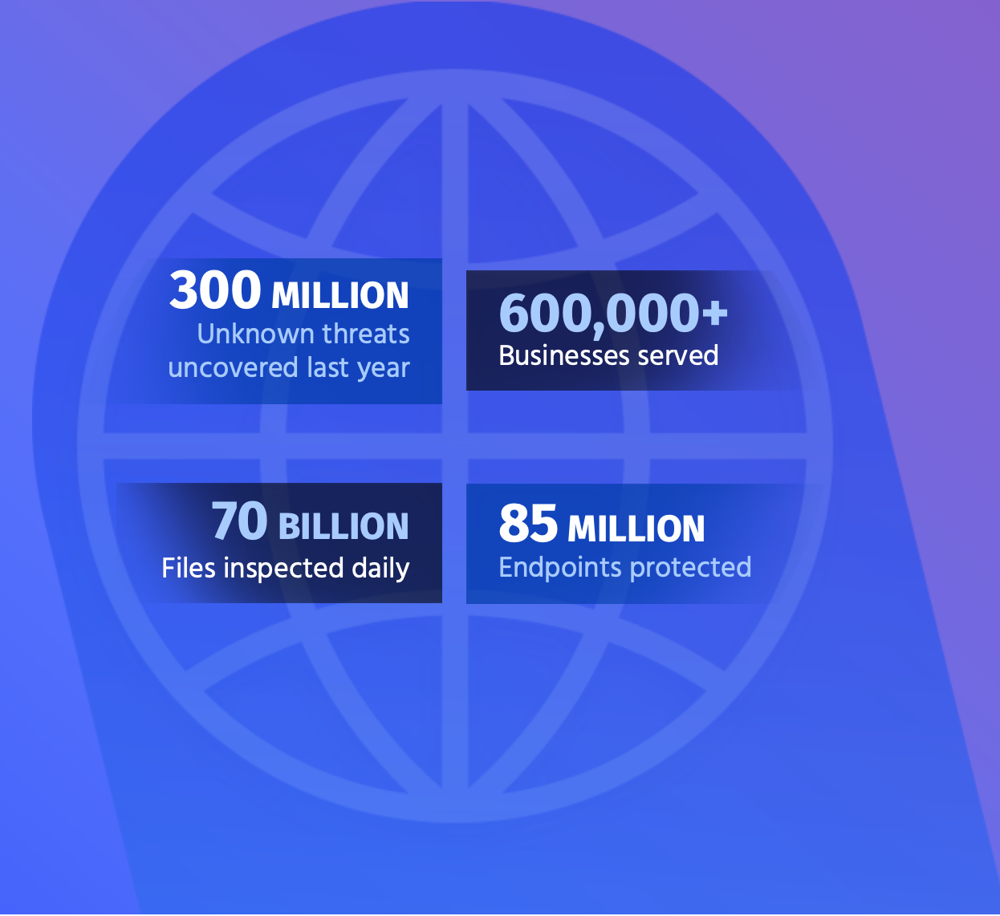 300 MILLION
Unknown threats
uncovered last year
600,000+
Businesses served
70 BILLION
Files inspected daily
85 MILLION
Endpoints protected